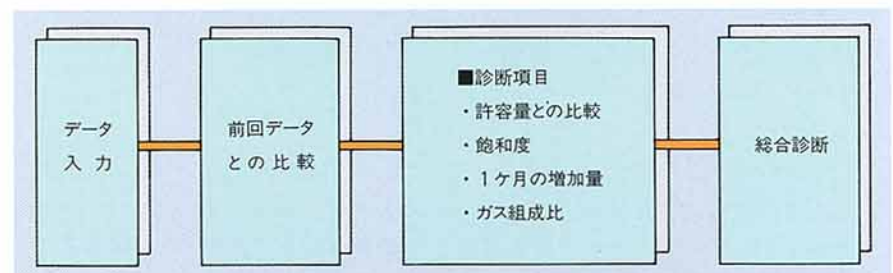 データ
入力
前回データ
との比較
■診断項目
・許容量との比較
・飽和度
・1ケ月の増加量
・ガス組成比
総合診断